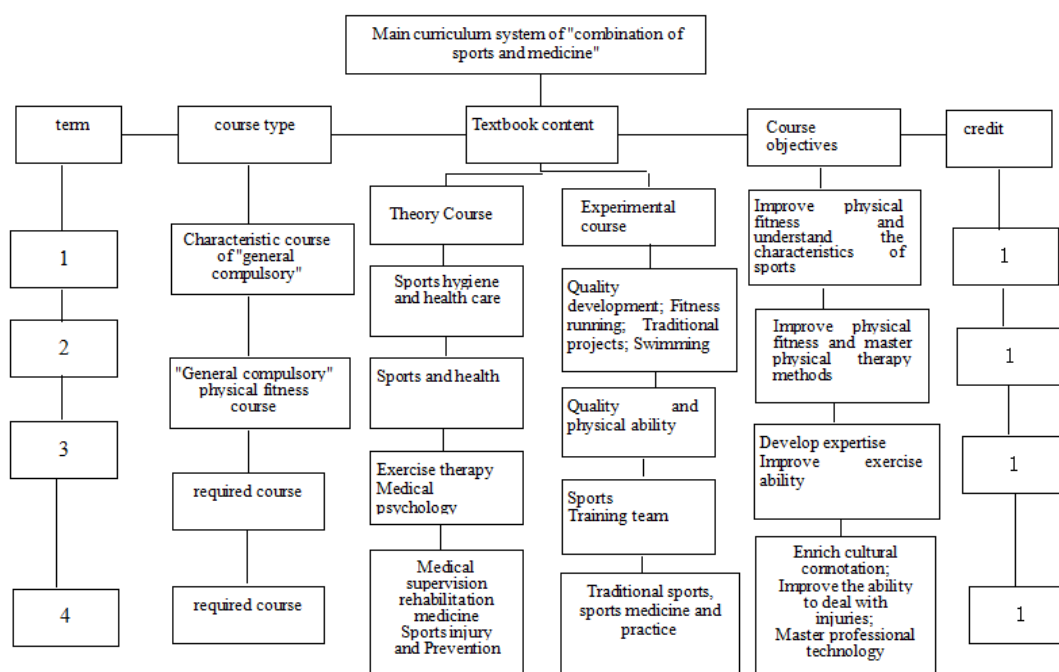 Main curriculum system of "combination of
sports and medicine"
term
course type
Textbook content
Course
objectives
credit
Theory Course
Experimental
course
Improve physical
fitness and
understand the
characteristics of
sports
1
Characteristic course
of "general
compulsory"
Sports hygiene
and health care
Quality
development; Fitness
running; Traditional
projects; Swimming
1
2
"General compulsory"
physical fitness
course
Sports and health
Quality and
physical ability
Improve physical
fitness and master
physical therapy
methods
1
3
required course
Exercise therapy
Medical
psychology
Sports
Training team
Develop expertise
Improve exercise
ability
1
4
required course
Medical
supervision
rehabilitation
medicine
Sports injury
and Prevention
Traditional sports,
sports medicine and
practice
Enrich cultural
connotation;
Improve the ability
to deal with
injuries;
Master professional
technology
1